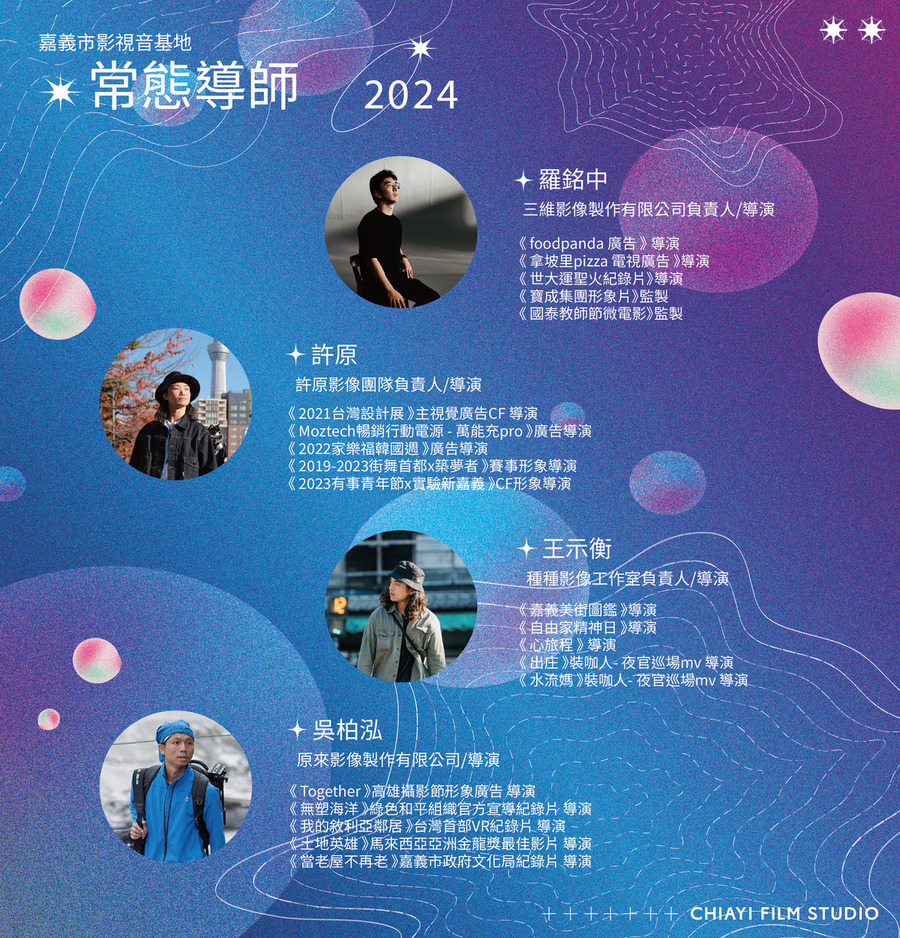 嘉義市影視音基地
常態導師 2024
羅銘中
三維影像製作有限公司負責人/導演
《 foodpanda 廣告 》 導演
《 拿坡里pizza 電視廣告 》導演
《 世大運聖火紀錄片》導演
《 寶成集團形象片》監製
《 國泰教師節微電影》監製
許原
許原影像團隊負責人/導演
《 2021台灣設計展 》主視覺廣告CF 導演
《 Moztech暢銷行動電源 - 萬能充pro 》廣告導演
《 2022家樂福韓國週 》廣告導演
《 2019-2023街舞首都x築夢者 》賽事形象導演
《 2023有事青年節x實驗新嘉義 》CF形象導演
王示衡
種種影像工作室負責人/導演
《 嘉義美街圖鑑 》導演
《 自由家精神日 》導演
《 心旅程 》 導演
《 出庄 》裝咖人- 夜官巡場mv 導演
《 水流媽 》裝咖人- 夜官巡場mv 導演
吳柏泓
原來影像製作有限公司/導演
《 Together 》高雄攝影節形象廣告 導演
《 無塑海洋 》綠色和平組織官方宣導紀錄片 導演
《 我的敘利亞鄰居 》台灣首部VR紀錄片 導演
《 土地英雄 》馬來西亞亞洲金龍獎最佳影片 導演
《 當老屋不再老 》嘉義市政府文化局紀錄片 導演
CHIAYI FILM STUDIO